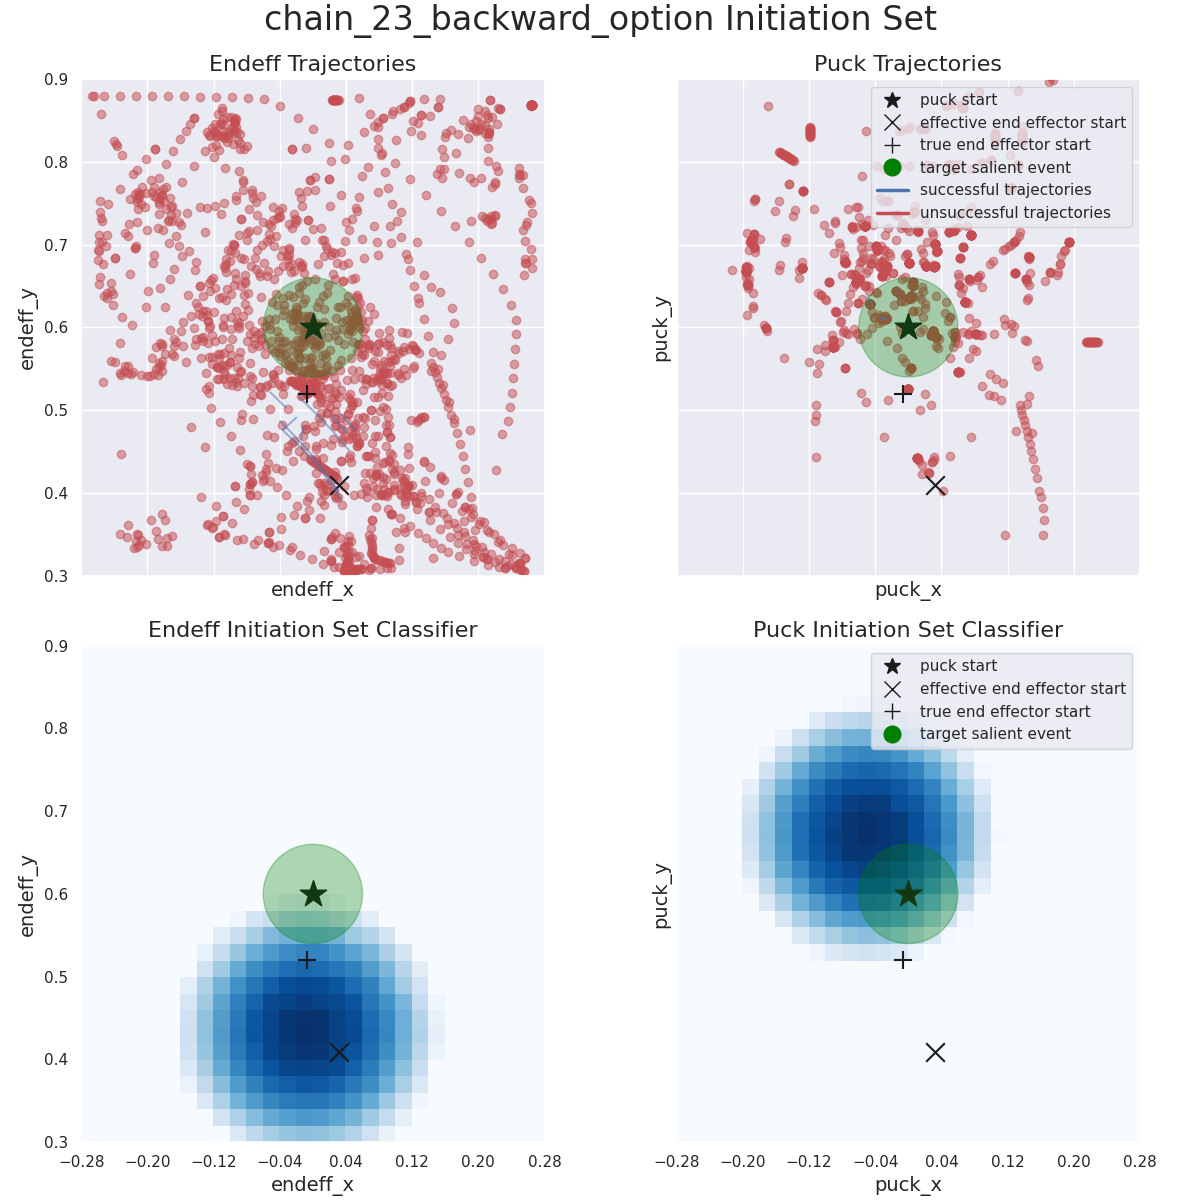 chain_23_backward_option Initiation Set
Endeff Trajectories
0.9
0.8
0.7
0.6
0.5
0.4
0.3
endeff_y
endeff_x
Puck Trajectories
puck start
effective end effector start
true end effector start
target salient event
successful trajectories
unsuccessful trajectories
puck_y
puck_x
Endeff Initiation Set Classifier
0.9
0.8
0.7
0.6
0.5
0.4
0.3
endeff_y
−0.28 −0.20 −0.12 −0.04 0.04 0.12 0.20 0.28
endeff_x
Puck Initiation Set Classifier
puck start
effective end effector start
true end effector start
target salient event
puck_y
−0.28 −0.20 −0.12 −0.04 0.04 0.12 0.20 0.28
puck_x